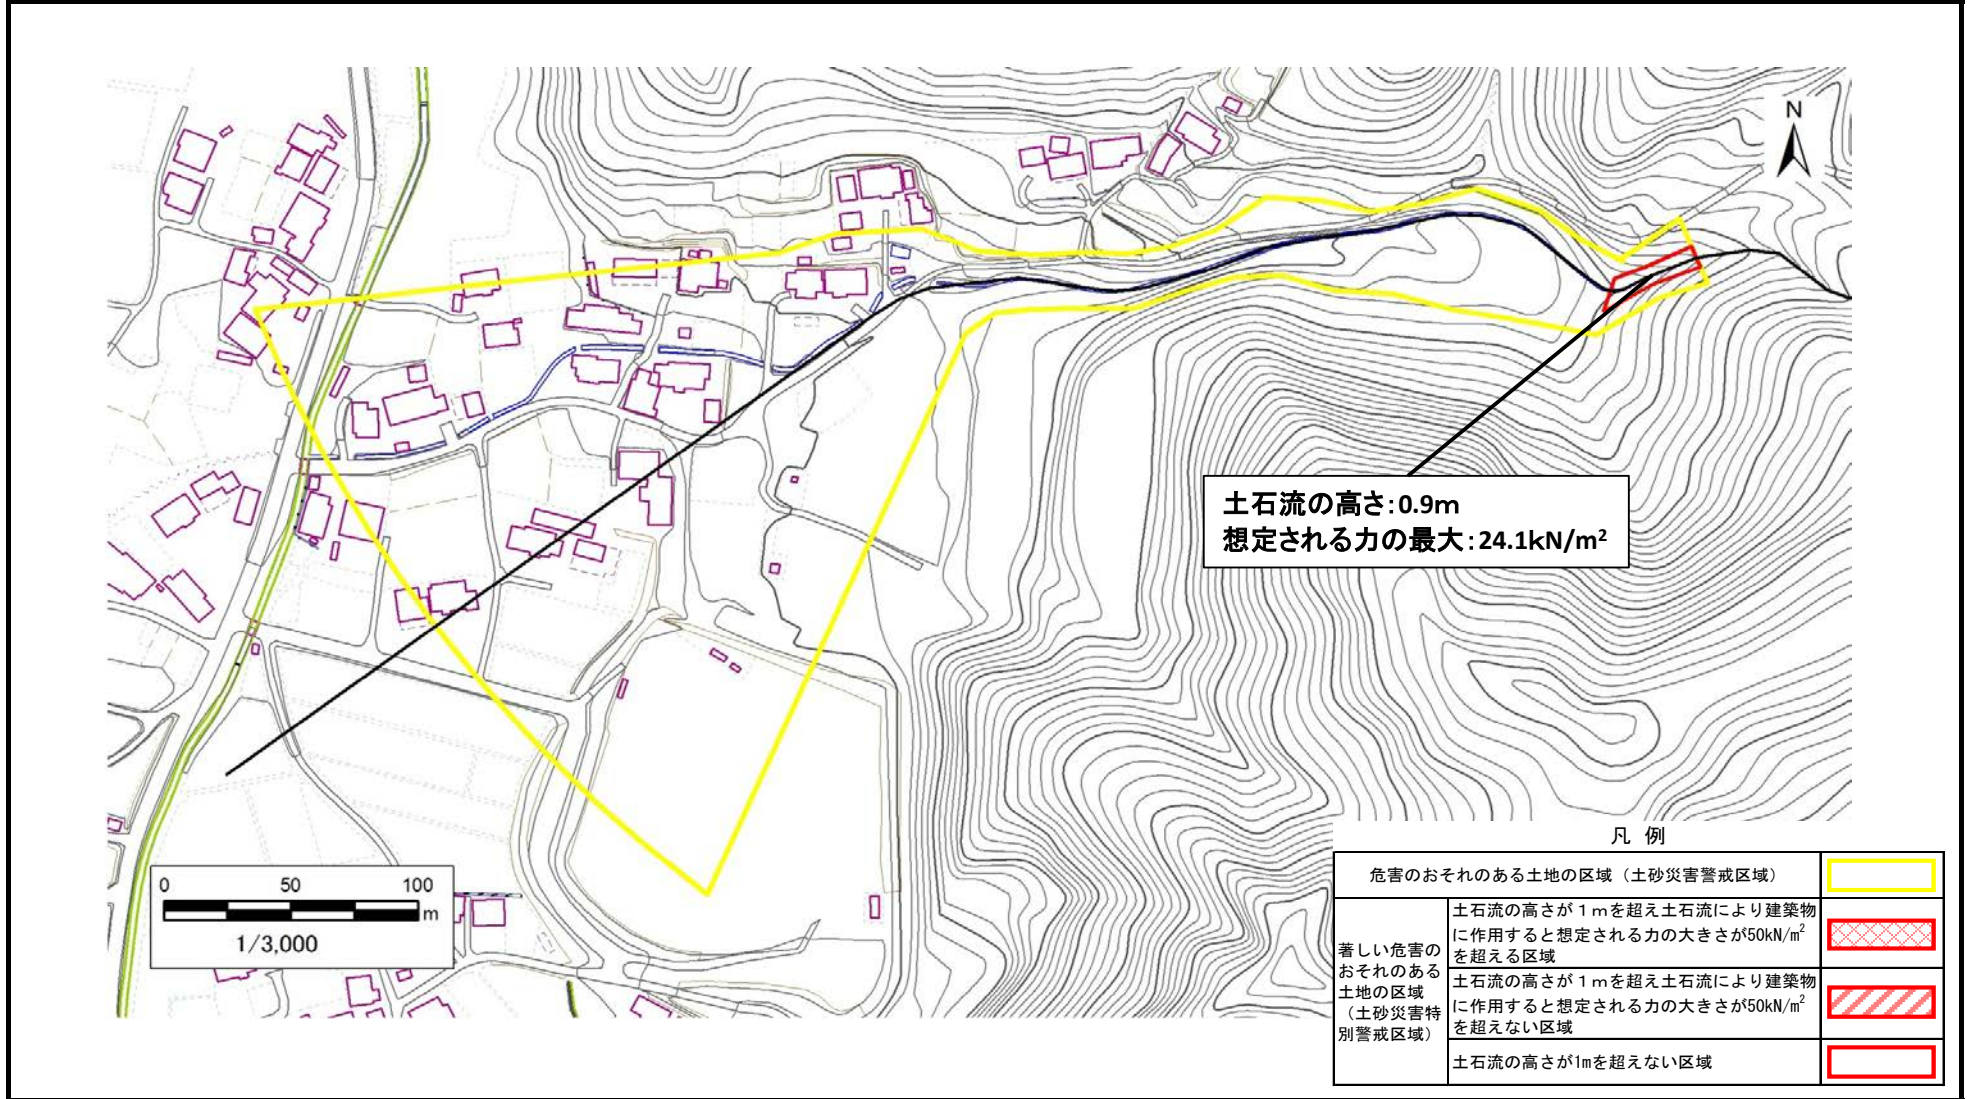 N
土石流の高さ:0.9m
想定される力の最大:24.1kN/m²
0 50 100
m
1/3,000
凡 例
危害のおそれのある土地の区域（土砂災害警戒区域）
著しい危害の
おそれのある
土地の区域
（土砂災害特
別警戒区域）
土石流の高さが１ｍを超え土石流により建築物
に作用すると想定される力の大きさが50kN/㎡
を超える区域
土石流の高さが１ｍを超え土石流により建築物
に作用すると想定される力の大きさが50kN/㎡
を超えない区域
土石流の高さが1mを超えない区域